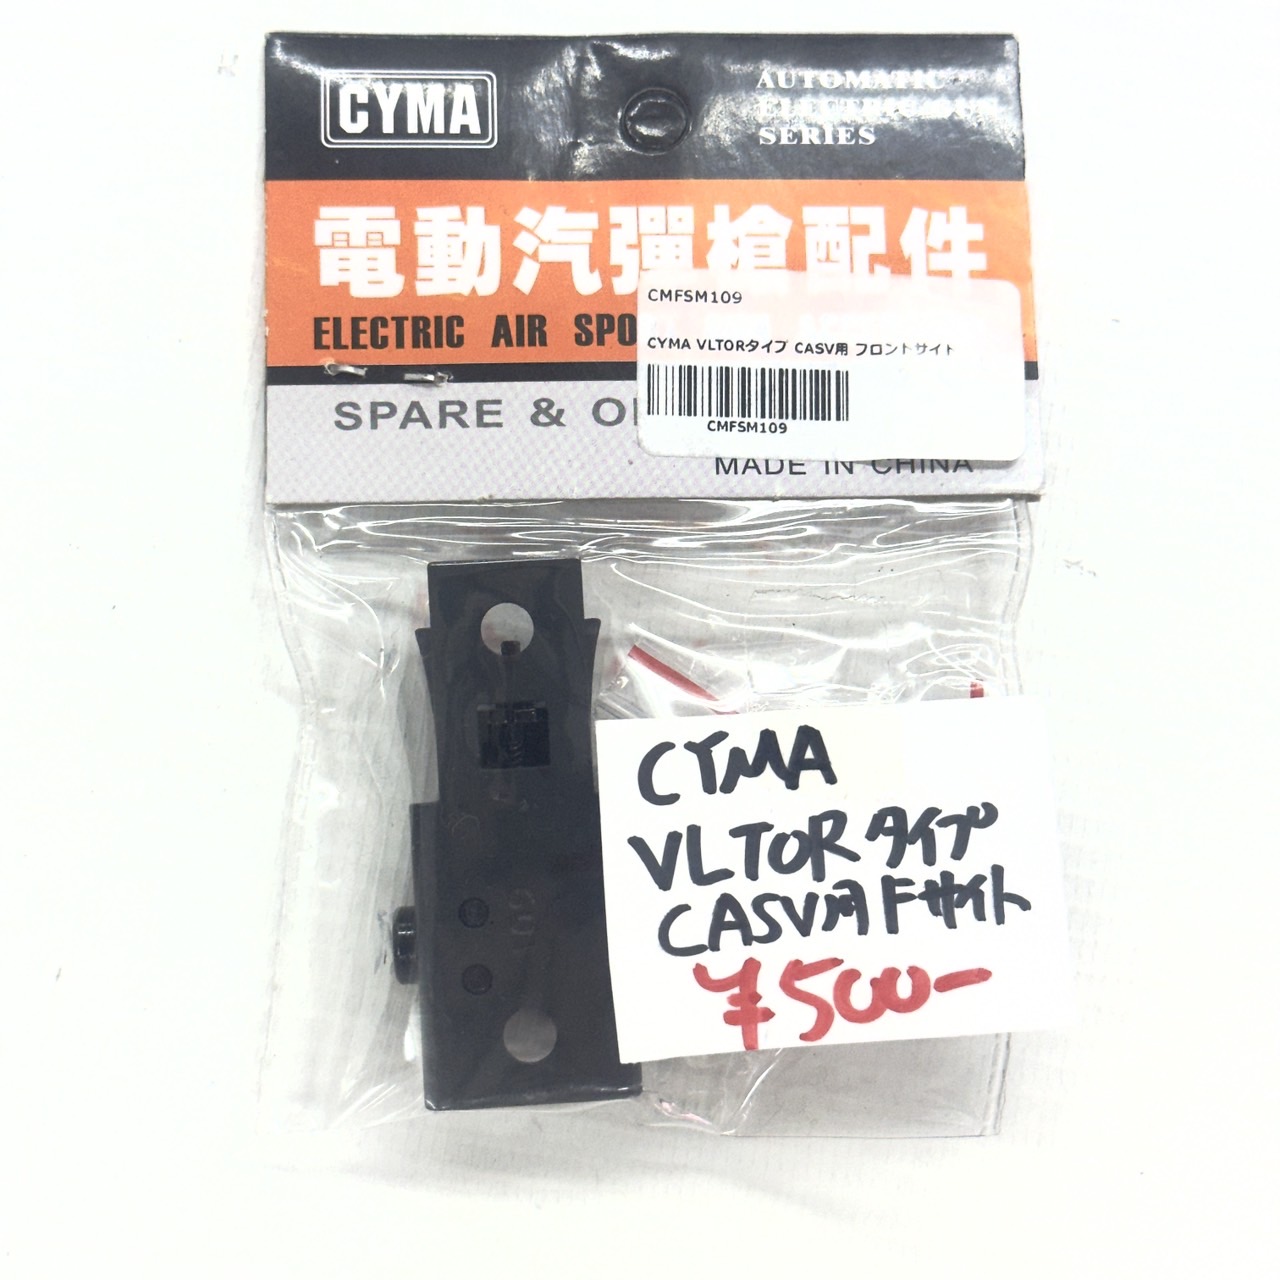 CYMA
AUTOMATIC
ELECTRIC GUN
SERIES
電動汽彈槍配件
ELECTRIC AIR SPO
SPARE & O
MADE IN CHINA
CMFSM109
CYMA VLTORタイプ CASV用 フロントサイト
CMFSM109
CYMA
VLTORタイプ
CASV用Fサイト
¥500-